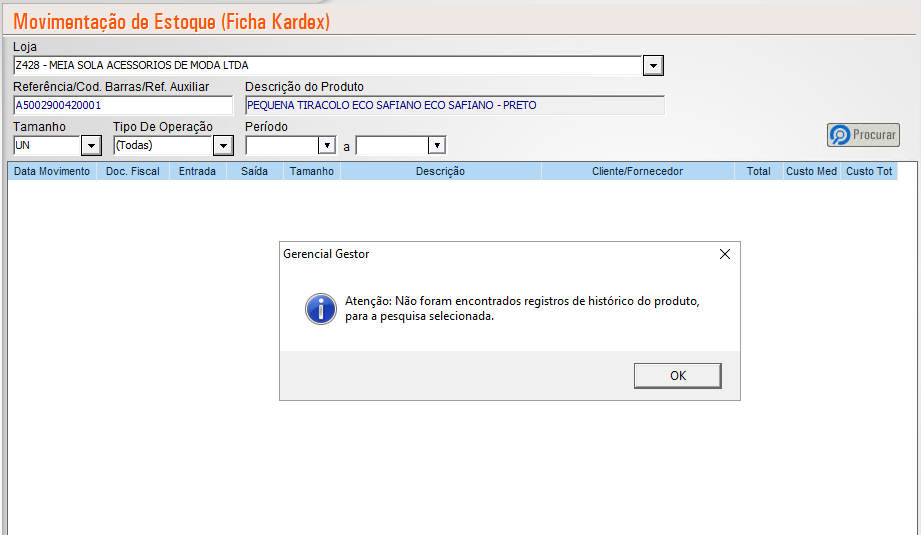 Movimentação de Estoque (Ficha Kardex)
Loja
Z428 - MEIA SOLA ACESSORIOS DE MODA LTDA
Referência/Cod. Barras/Ref. Auxiliar Descrição do Produto
A5002900420001 PEQUENA TIRACOLO ECO SAFIANO ECO SAFIANO - PRETO
Tamanho Tipo De Operação Período
UN (Todas) a Procurar
Data Movimento Doc. Fiscal Entrada Saída Tamanho Descrição Cliente/Fornecedor Total Custo Med Custo Tot
Gerencial Gestor
Atenção: Não foram encontrados registros de histórico do produto,
para a pesquisa selecionada.
OK